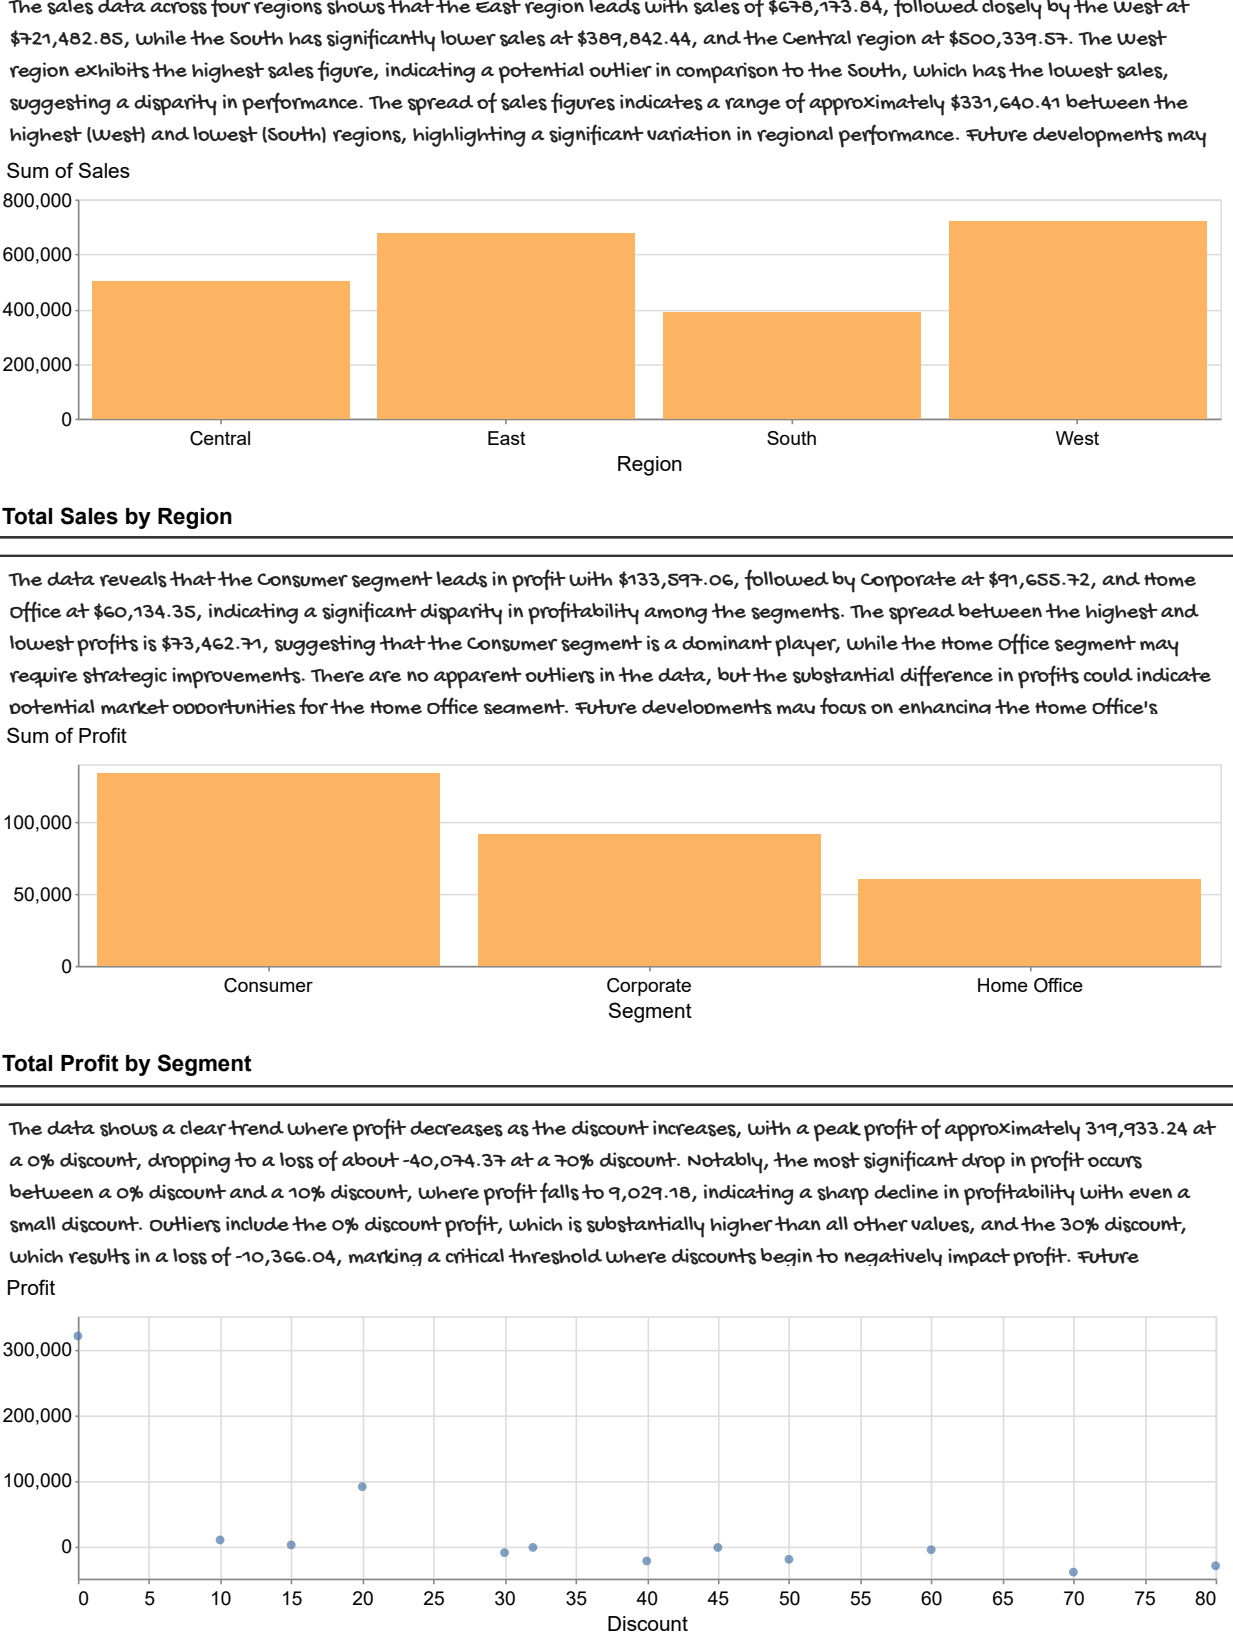 The sales data across four regions shows that the East region leads with sales of $678,173.84, followed closely by the West at
$721,482.85, while the South has significantly lower sales at $389,842.44, and the Central region at $500,339.57. The West
region exhibits the highest sales figure, indicating a potential outlier in comparison to the South, which has the lowest sales,
suggesting a disparity in performance. The spread of sales figures indicates a range of approximately $331,640.41 between the
highest (West) and lowest (South) regions, highlighting a significant variation in regional performance. Future developments may
Sum of Sales
800,000
600,000
400,000
200,000
0
Central East South West
Region
Total Sales by Region
The data reveals that the Consumer segment leads in profit with $133,597.06, followed by Corporate at $91,655.72, and Home
Office at $60,134.35, indicating a significant disparity in profitability among the segments. The spread between the highest and
lowest profits is $73,462.71, suggesting that the Consumer segment is a dominant player, while the Home Office segment may
require strategic improvements. There are no apparent outliers in the data, but the substantial difference in profits could indicate
potential market opportunities for the Home Office segment. Future developments may focus on enhancing the Home Office's
Sum of Profit
100,000
50,000
0
Consumer Corporate Home Office
Segment
Total Profit by Segment
The data shows a clear trend where profit decreases as the discount increases, with a peak profit of approximately 319,933.24 at
a 0% discount, dropping to a loss of about -40,074.37 at a 70% discount. Notably, the most significant drop in profit occurs
between a 0% discount and a 10% discount, where profit falls to 9,029.18, indicating a sharp decline in profitability with even a
small discount. Outliers include the 0% discount profit, which is substantially higher than all other values, and the 30% discount,
which results in a loss of -10,366.04, marking a critical threshold where discounts begin to negatively impact profit. Future
Profit
300,000
200,000
100,000
0
0 5 10 15 20 25 30 35 40 45 50 55 60 65 70 75 80
Discount